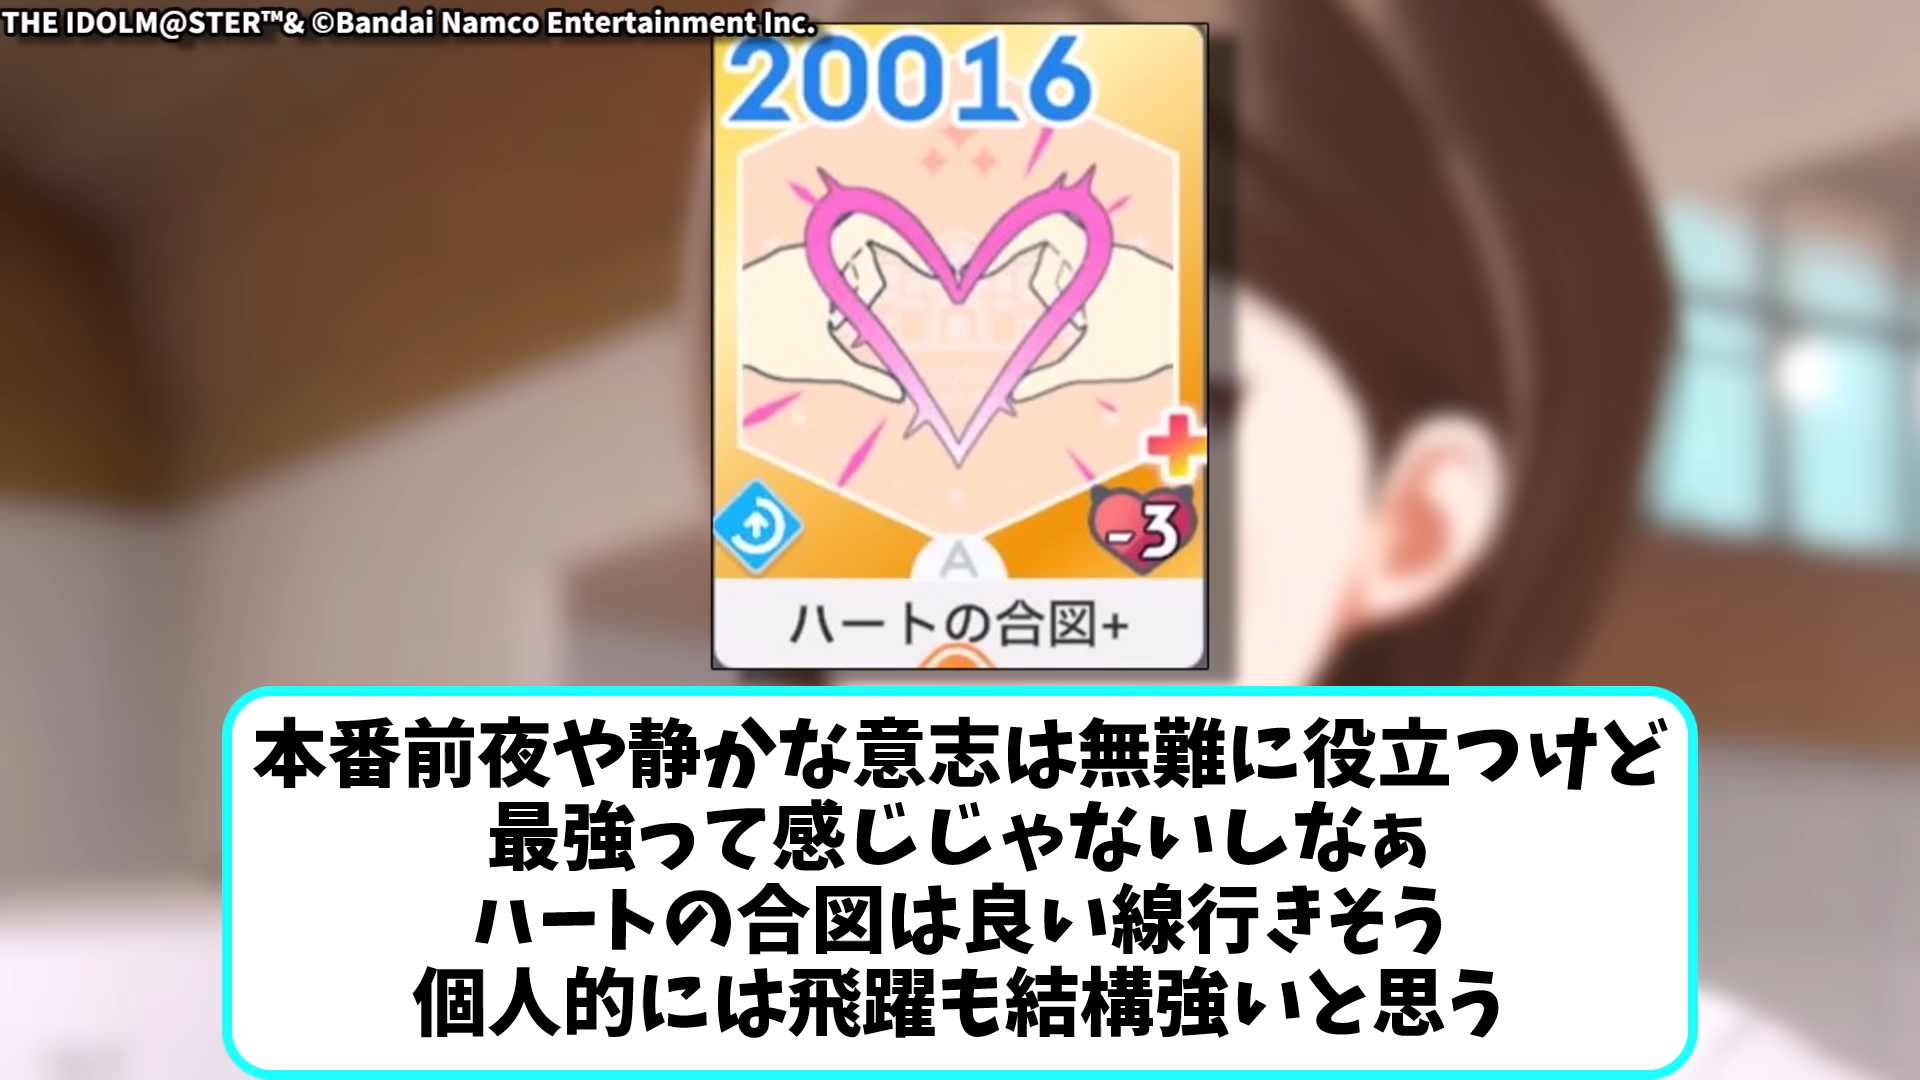 THE IDOLM@STER™& ©Bandai Namco Entertainment Inc.
20016
-3
A
ハートの合図+
本番前夜や静かな意志は無難に役立つけど
最強って感じじゃないしなぁ
ハートの合図は良い線行きそう
個人的には飛躍も結構強いと思う